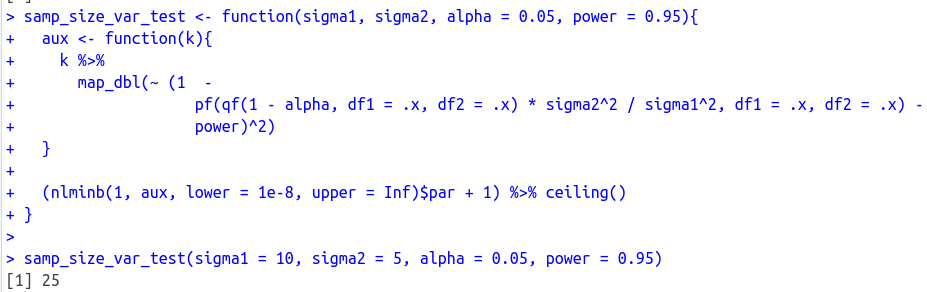 > samp_size_var_test <- function(sigma1, sigma2, alpha = 0.05, power = 0.95){
+   aux <- function(k){
+     k %>%
+       map_dbl(~ (1  -
+                    pf(qf(1 - alpha, df1 = .x, df2 = .x) * sigma2^2 / sigma1^2, df1 = .x, df2 = .x) -
+                    power)^2)
+   }
+
+   (nlminb(1, aux, lower = 1e-8, upper = Inf)$par + 1) %>% ceiling()
+ }
>
> samp_size_var_test(sigma1 = 10, sigma2 = 5, alpha = 0.05, power = 0.95)
[1] 25